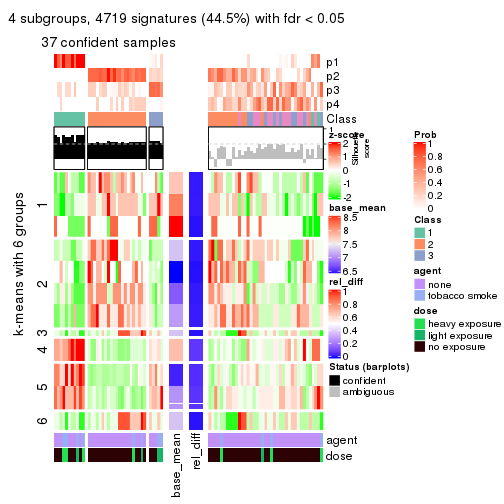 4 subgroups, 4719 signatures (44.5%) with fdr < 0.05
37 confident samples
p1
p2
p3
p4
Class
1
Silhouette
score
k-means with 6 groups
1
2
3
4
5
6
z-score
2
1
0
-1
-2
base_mean
8.5
7.5
6.5
rel_diff
1
0.8
0.6
0.4
0.2
0
Status (barplots)
confident
ambiguous
Prob
1
0.8
0.6
0.4
0.2
0
Class
1
2
3
agent
none
tobacco smoke
dose
heavy exposure
light exposure
no exposure
agent
dose
base_mean
rel_diff